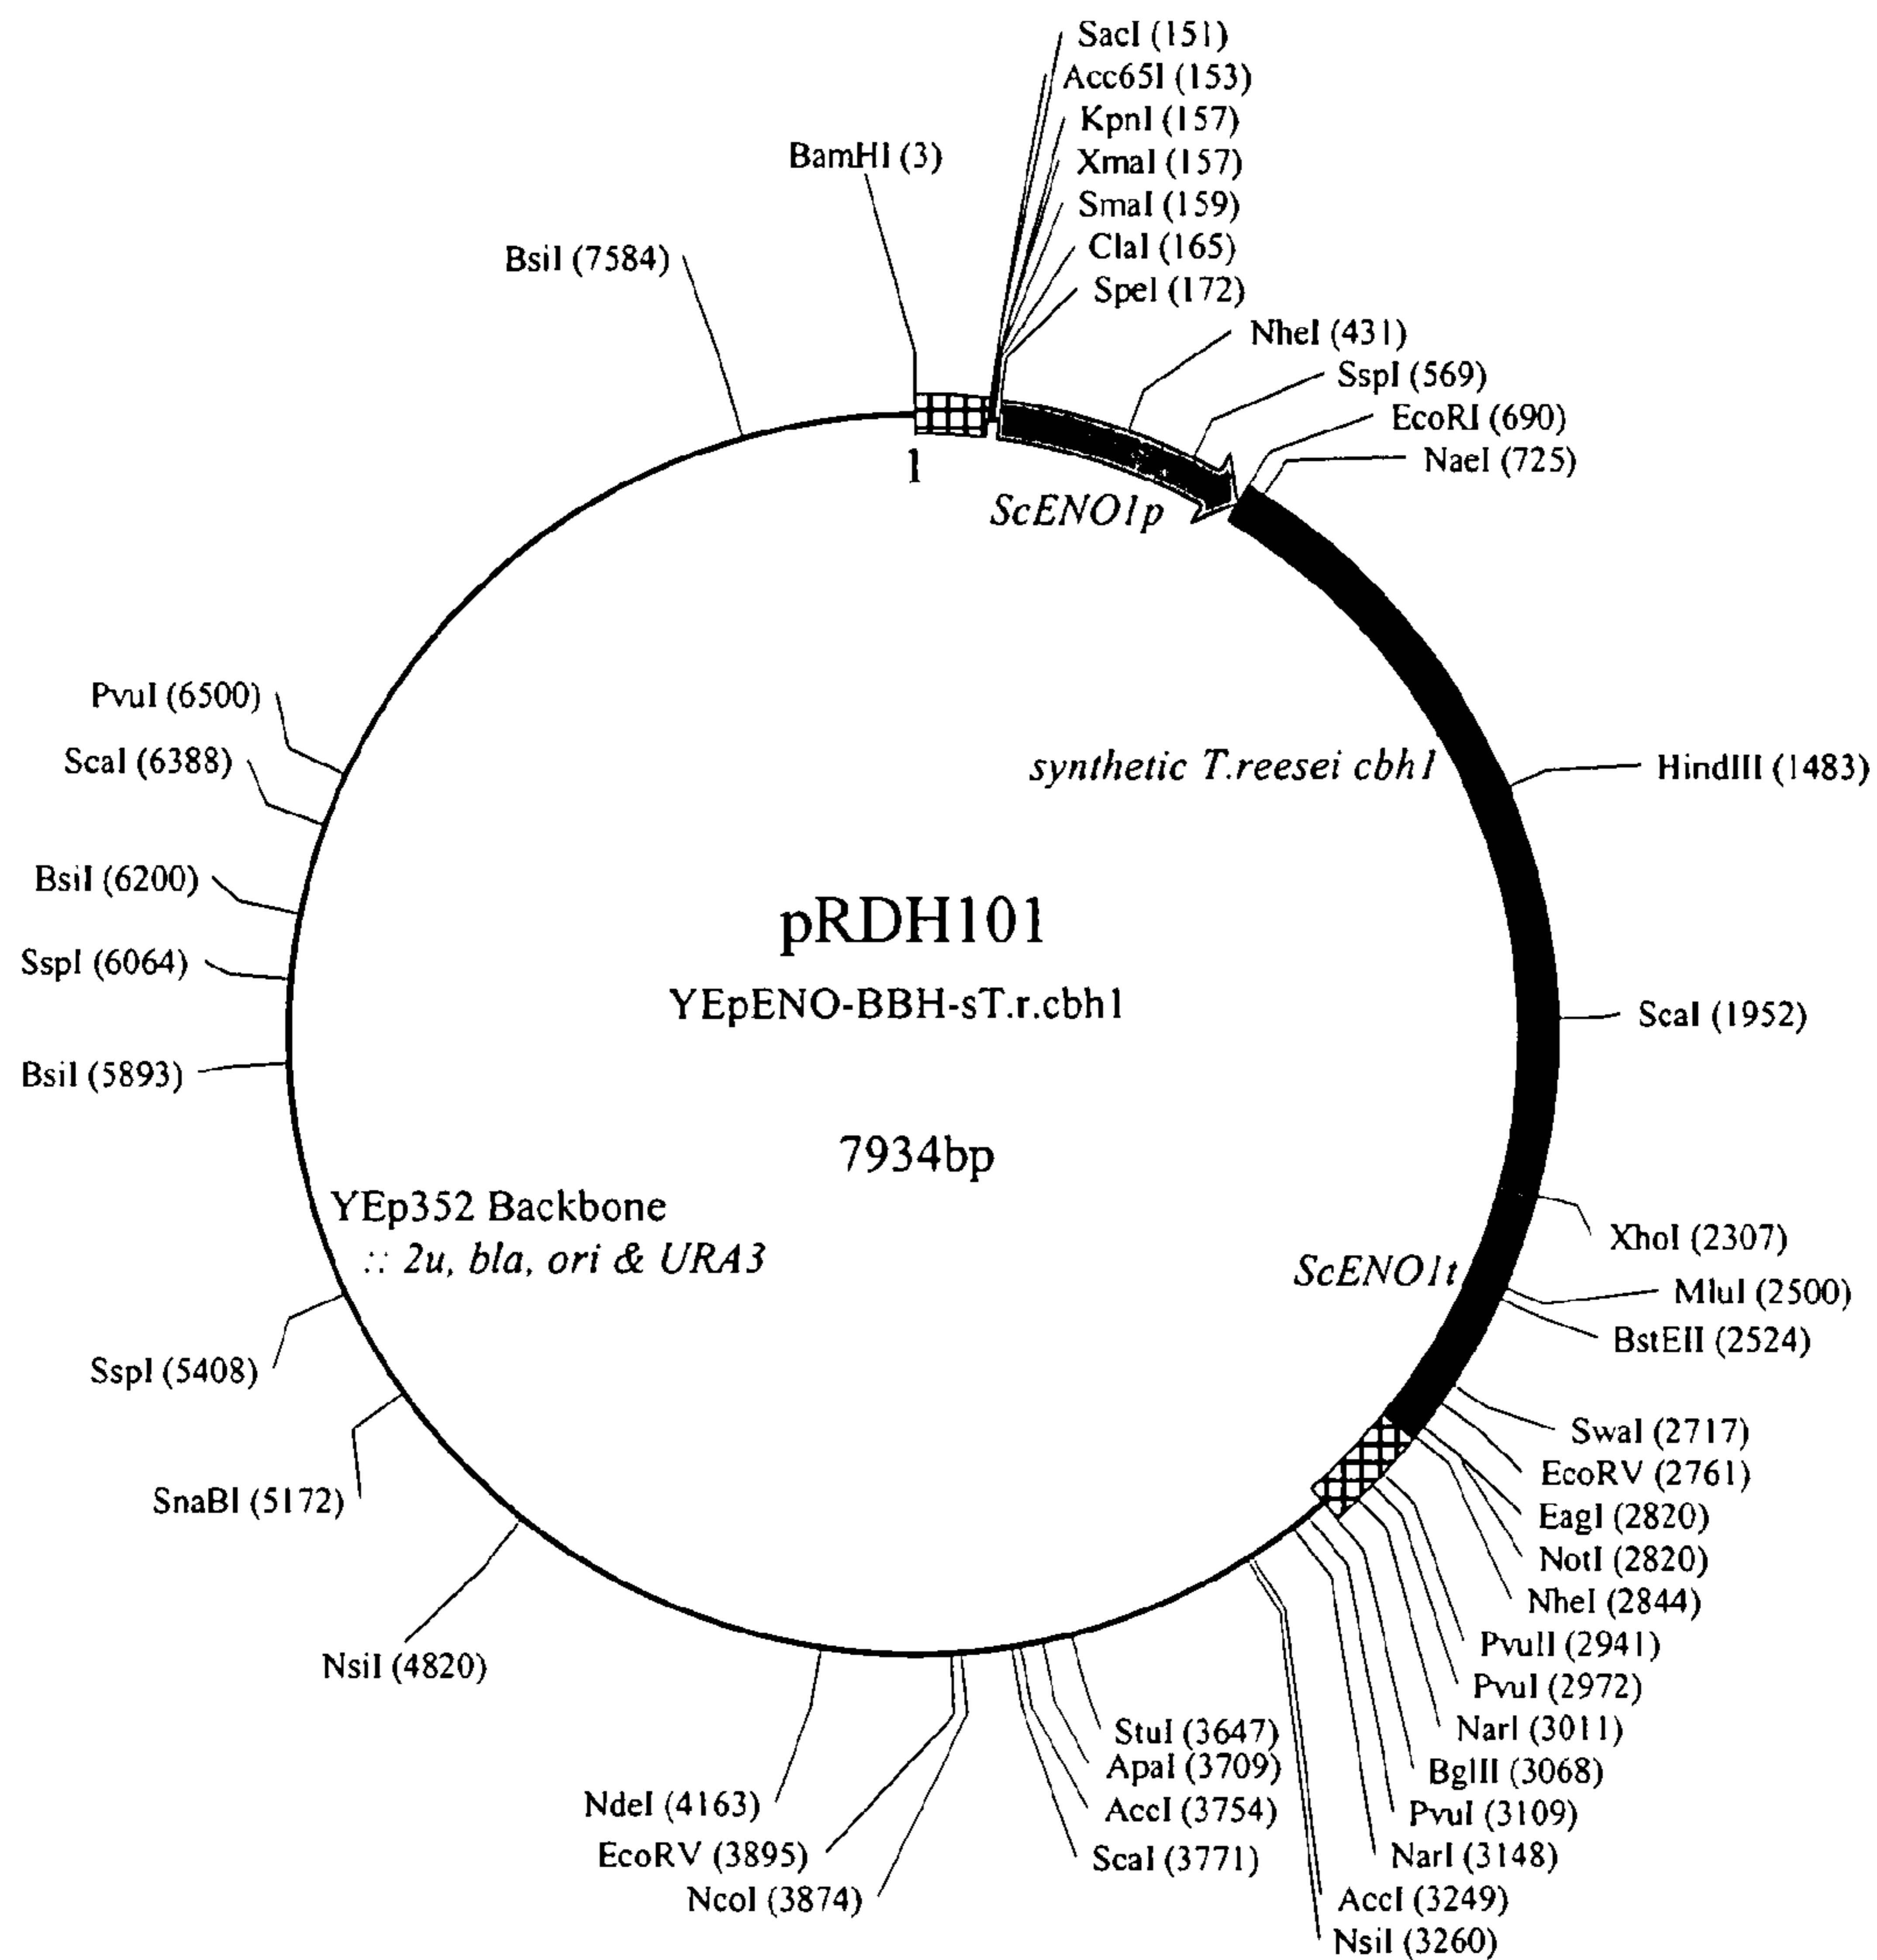 SacI (151)
Acc65I (153)
KpnI (157)
XmaI (157)
SmaI (159)
ClaI (165)
SpeI (172)
BamHI (3)
BsiI (7584)
NheI (431)
SspI (569)
EcoRI (690)
NaeI (725)
1
ScENO1p
PvuI (6500)
ScaI (6388)
synthetic T.reesei cbh1
HindIII (1483)
BsiI (6200)
pRDH101
SspI (6064)
YEpENO-BBH-sT.r.cbh1
ScaI (1952)
BsiI (5893)
7934bp
YEp352 Backbone
:: 2u, bla, ori & URA3
XhoI (2307)
ScENO1t
MluI (2500)
BstEII (2524)
SspI (5408)
SwaI (2717)
EcoRV (2761)
SnaBI (5172)
EagI (2820)
NotI (2820)
NheI (2844)
PvuII (2941)
NsiI (4820)
PvuI (2972)
NarI (3011)
StuI (3647)
ApaI (3709)
BglII (3068)
NdeI (4163)
AccI (3754)
PvuI (3109)
EcoRV (3895)
ScaI (3771)
NarI (3148)
NcoI (3874)
AccI (3249)
NsiI (3260)